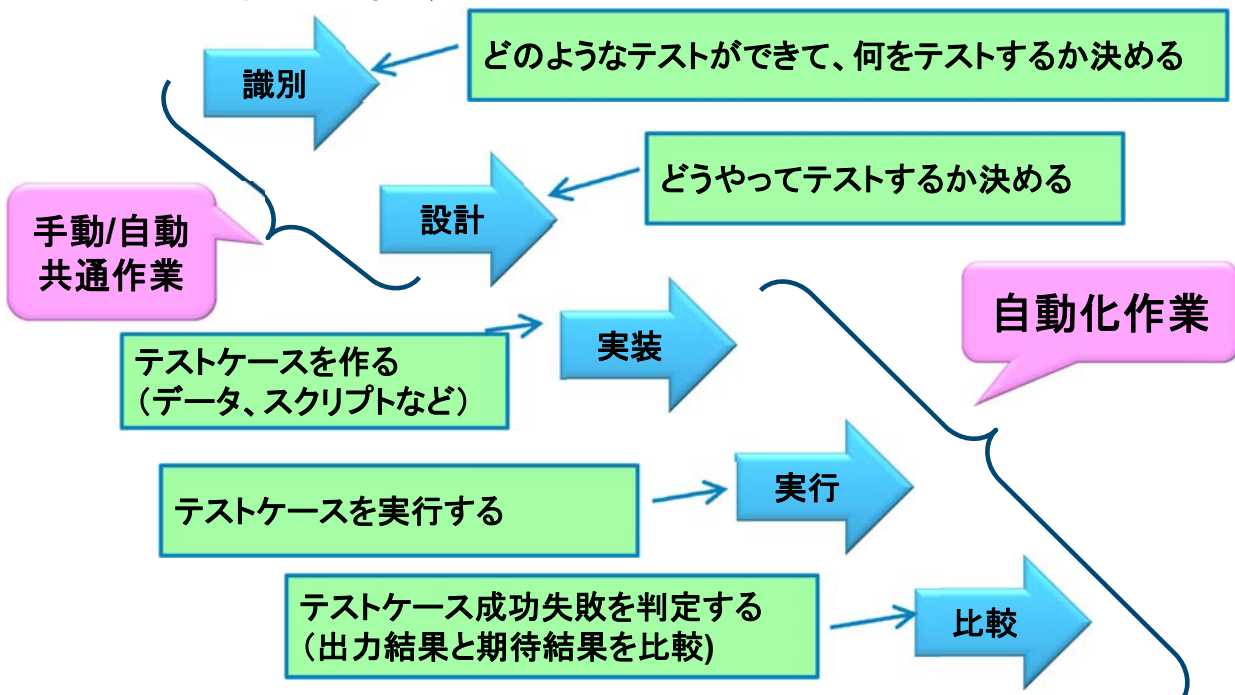 識別
どのようなテストができて、何をテストするか決める
設計
どうやってテストするか決める
手動/自動
共通作業
自動化作業
実装
テストケースを作る
（データ、スクリプトなど）
実行
テストケースを実行する
テストケース成功失敗を判定する
（出力結果と期待結果を比較)
比較